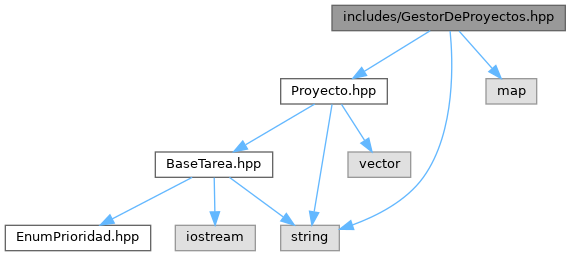 includes/GestorDeProyectos.hpp
Proyecto.hpp
map
BaseTarea.hpp
vector
EnumPrioridad.hpp
iostream
string